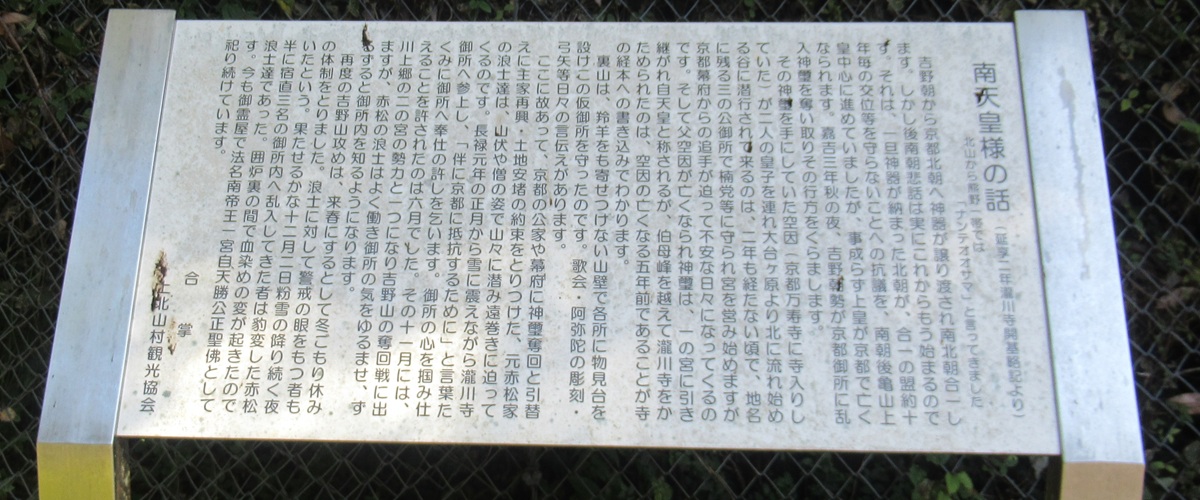 南天皇様の話
(延享二年瀧川寺開基略記より)
北山から熊野一帯では
「ナンテオオサマ」と言ってきました
吉野朝から京都北朝へ神器が譲り渡され南北朝合一し
ます。しかし後南朝悲話は実にこれからもう始まるので
す。それは、一旦神器が納まった北朝が、合一の盟約十
年毎の交位等を守らないことへの抗議を、南朝後亀山上
皇中心に進めていましたが、事成らず上皇が京都で亡く
なられます。嘉吉三年秋の夜、吉野朝勢が京都御所に乱
入神璽を奪い取りその行方をくらまします。
その神璽を手にしていた空因(京都万寿寺に寺入りし
ていた)が二人の皇子を連れ大台ヶ原より北に流れ始め
る谷に潜行されて来るのは、二年も経たない頃で、地名
に残る三の公御所で楠党等に守られ宮を営み始めますが
京都幕府からの追手が迫って不安な日々になってくるの
です。そして父空因が亡くなられ神璽は、一の宮に引き
継がれ自天皇と称されるが、伯母峰を越えて瀧川寺をか
ためられたのは、空因の亡くなる五年前であることが寺
の経本への書き込みでわかります。
裏山は、羚羊をも寄せつけない山壁で各所に物見台を
設けこの仮御所を守ったのです。歌会・阿弥陀の彫刻・
弓矢等日々の言伝えがあります。
ここに故あって、京都の公家や幕府に神璽奪回と引替
えに主家再興・土地安堵の約束をとりつけた、元赤松家
の浪士達は、山伏や僧の姿で山々に潜み遠巻きに迫って
くるのです。長禄元年の正月から雪に震えながら瀧川寺
御所へ参上し、「伴に京都に抵抗するために」と言葉た
くみに御所へ奉仕の許しを乞います。御所の心を掴み仕
えることを許されたのは六月でした。その十一月には、
川上郷の二の宮の勢力と一つになり吉野山の奪回戦に出
ますが、赤松の浪士はよく働き御所の気をゆるませ、ず
るずると御所内を知るようになります。
再度の吉野山攻めは、来春にするとして冬ごもり休み
の体制をとりました。浪士に対して警戒の眼をもつ者も
いたという。果たせるかな十二月二日粉雪の降り続く夜
半に宿直三名の御所内へ乱入してきた者は豹変した赤松
浪士達であった。囲炉裏の間で血染めの変が起きたので
す。今も御霊屋で法名南帝王一宮自天勝公正聖佛として
祀り続けています。
合掌
上北山村観光協会